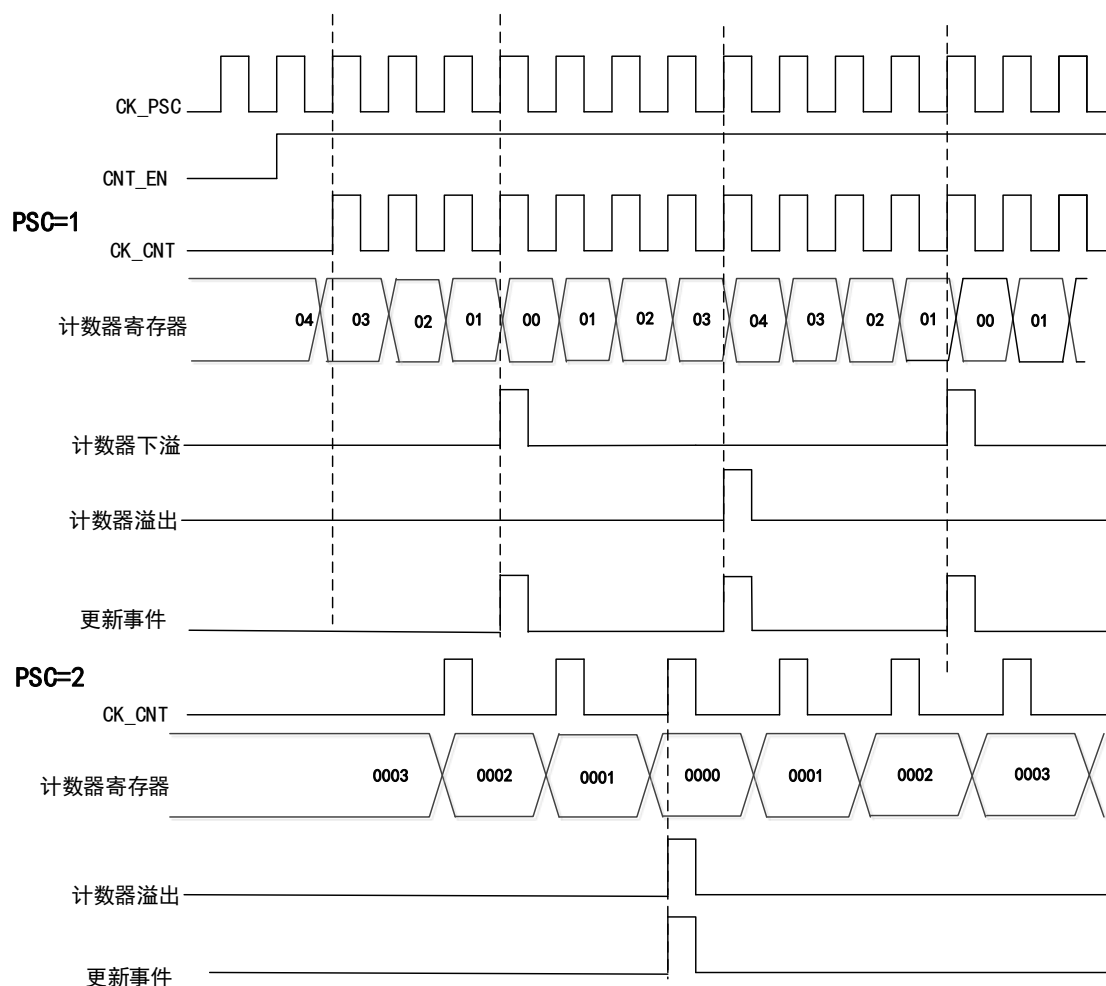 CK_PSC
CNT_EN
PSC=1
CK_CNT
计数器寄存器 04 03 02 01 00 01 02 03 04 03 02 01 00 01
计数器下溢
计数器溢出
更新事件
PSC=2
CK_CNT
计数器寄存器 0003 0002 0001 0000 0001 0002 0003
计数器溢出
更新事件